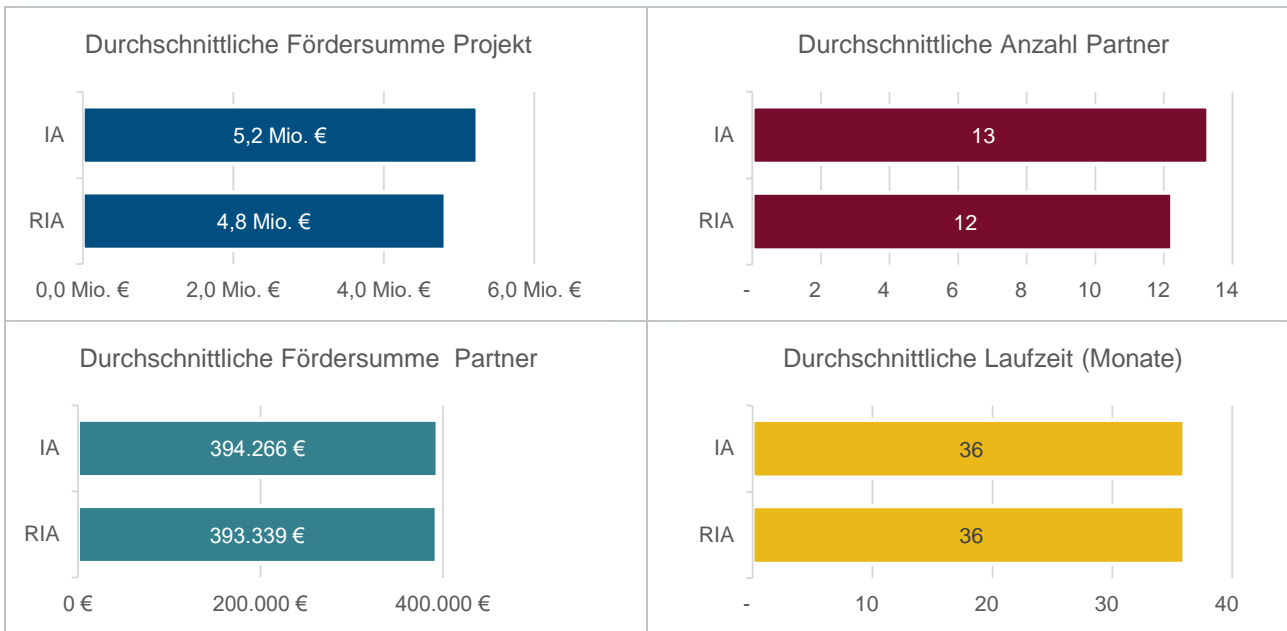 Durchschnittliche Fördersumme Projekt
IA
5,2 Mio. €
RIA
4,8 Mio. €
0,0 Mio. € 2,0 Mio. € 4,0 Mio. € 6,0 Mio. €
Durchschnittliche Anzahl Partner
IA
13
RIA
12
- 2 4 6 8 10 12 14
Durchschnittliche Fördersumme Partner
IA
394.266 €
RIA
393.339 €
0 € 200.000 € 400.000 €
Durchschnittliche Laufzeit (Monate)
IA
36
RIA
36
- 10 20 30 40